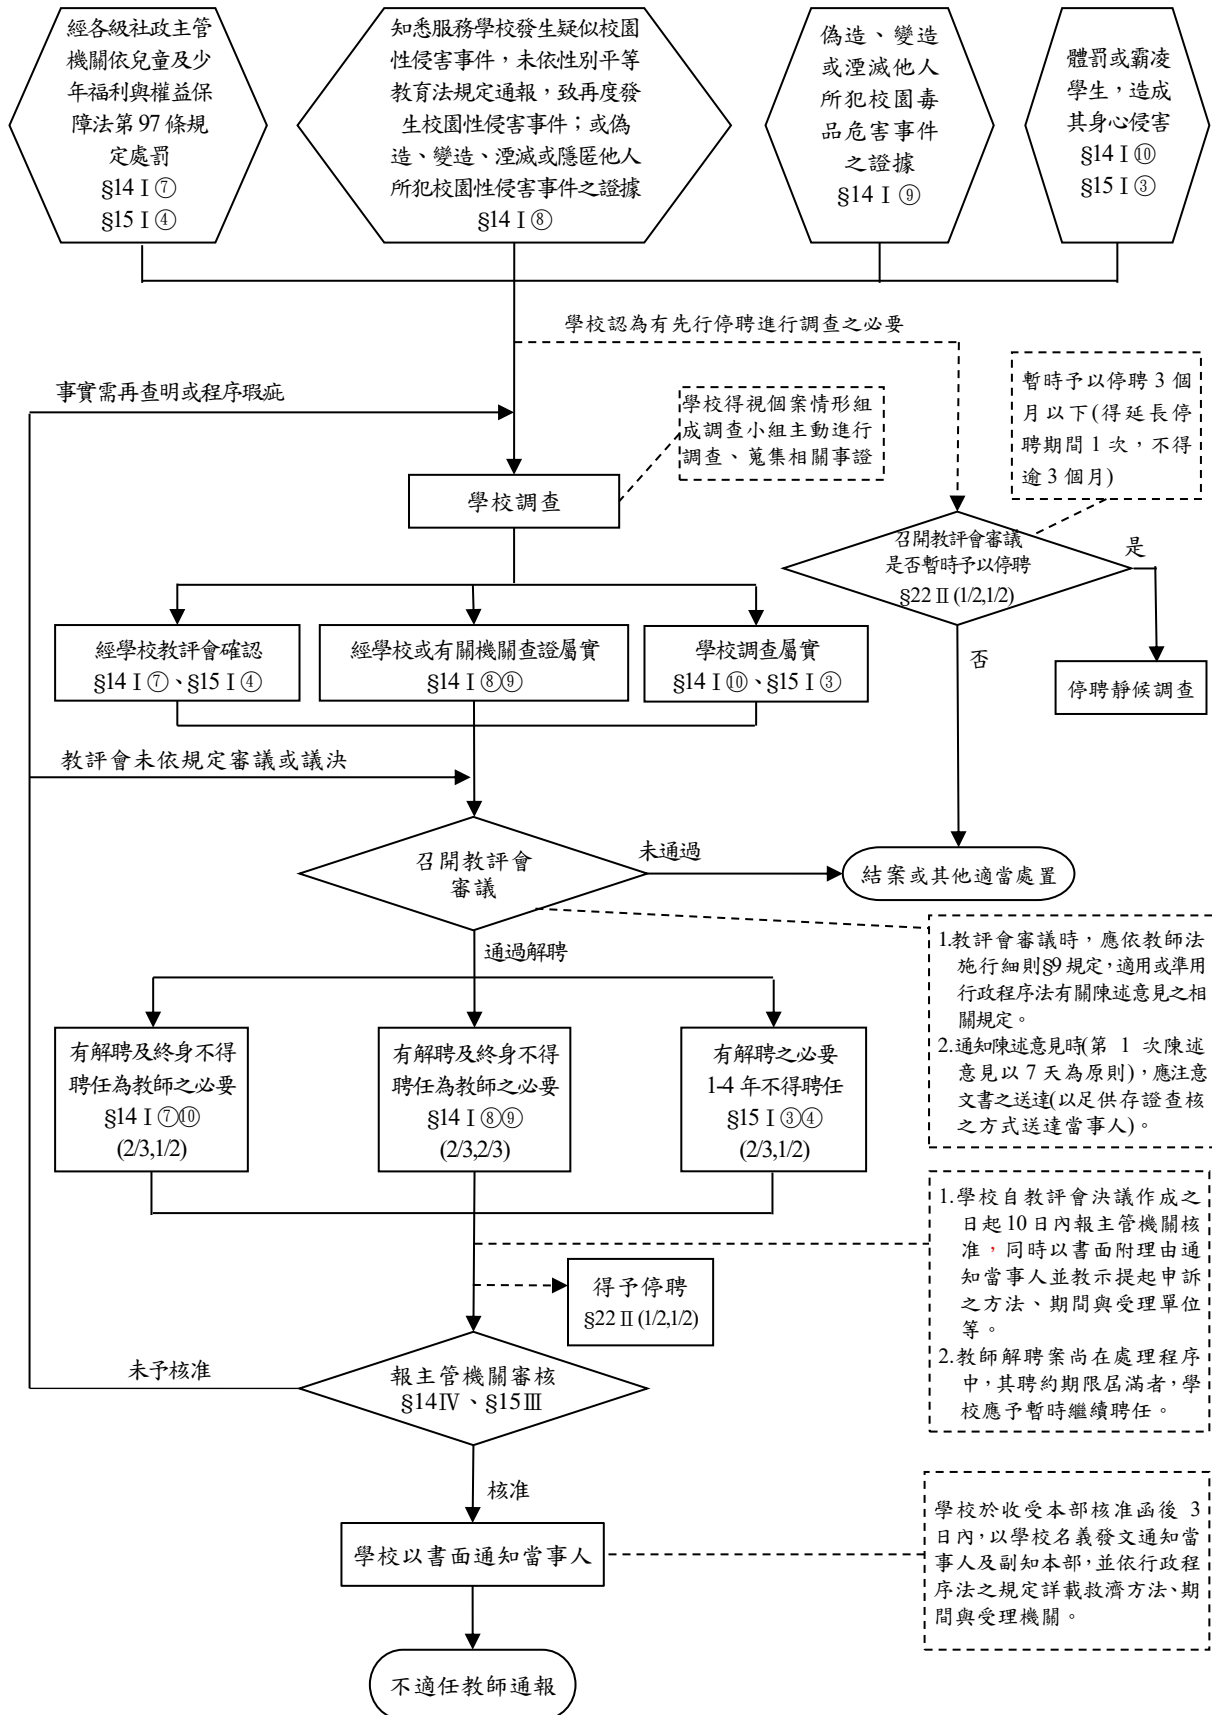 經各級社政主管
機關依兒童及少
年福利與權益保
障法第 97 條規
定處罰
§14 I ⑦
§15 I ④
知悉服務學校發生疑似校園
性侵害事件，未依性別平等
教育法規定通報，致再度發
生校園性侵害事件；或偽
造、變造、湮滅或隱匿他人
所犯校園性侵害事件之證據
§14 I ⑧
偽造、變造
或湮滅他人
所犯校園毒
品危害事件
之證據
§14 I ⑨
體罰或霸凌
學生，造成
其身心侵害
§14 I ⑩
§15 I ③
學校認為有先行停聘進行調查之必要
事實需再查明或程序瑕疵
學校得視個案情形組
成調查小組主動進行
調查、蒐集相關事證
暫時予以停聘 3 個
月以下(得延長停
聘期間 1 次，不得
逾 3 個月)
學校調查
召開教評會審議
是否暫時予以停聘
§22 II (1/2,1/2)
是
否
經學校教評會確認
§14 I ⑦、§15 I ④
經學校或有關機關查證屬實
§14 I ⑧⑨
學校調查屬實
§14 I ⑩、§15 I ③
停聘靜候調查
教評會未依規定審議或議決
召開教評會
審議
未通過
結案或其他適當處置
通過解聘
1.教評會審議時，應依教師法
施行細則§9 規定，適用或準用
行政程序法有關陳述意見之相
關規定。
2.通知陳述意見時(第 1 次陳述
意見以 7 天為原則)，應注意
文書之送達(以足供存證查核
之方式送達當事人)。
有解聘及終身不得
聘任為教師之必要
§14 I ⑦⑩
(2/3,1/2)
有解聘及終身不得
聘任為教師之必要
§14 I ⑧⑨
(2/3,2/3)
有解聘之必要
1-4 年不得聘任
§15 I ③④
(2/3,1/2)
1.學校自教評會決議作成之
日起 10 日內報主管機關核
准，同時以書面附理由通
知當事人並教示提起申訴
之方法、期間與受理單位
等。
2.教師解聘案尚在處理程序
中，其聘約期限屆滿者，學
校應予暫時繼續聘任。
得予停聘
§22 II (1/2,1/2)
未予核准
報主管機關審核
§14IV、§15III
核准
學校以書面通知當事人
學校於收受本部核准函後 3
日內，以學校名義發文通知當
事人及副知本部，並依行政程
序法之規定詳載救濟方法、期
間與受理機關。
不適任教師通報